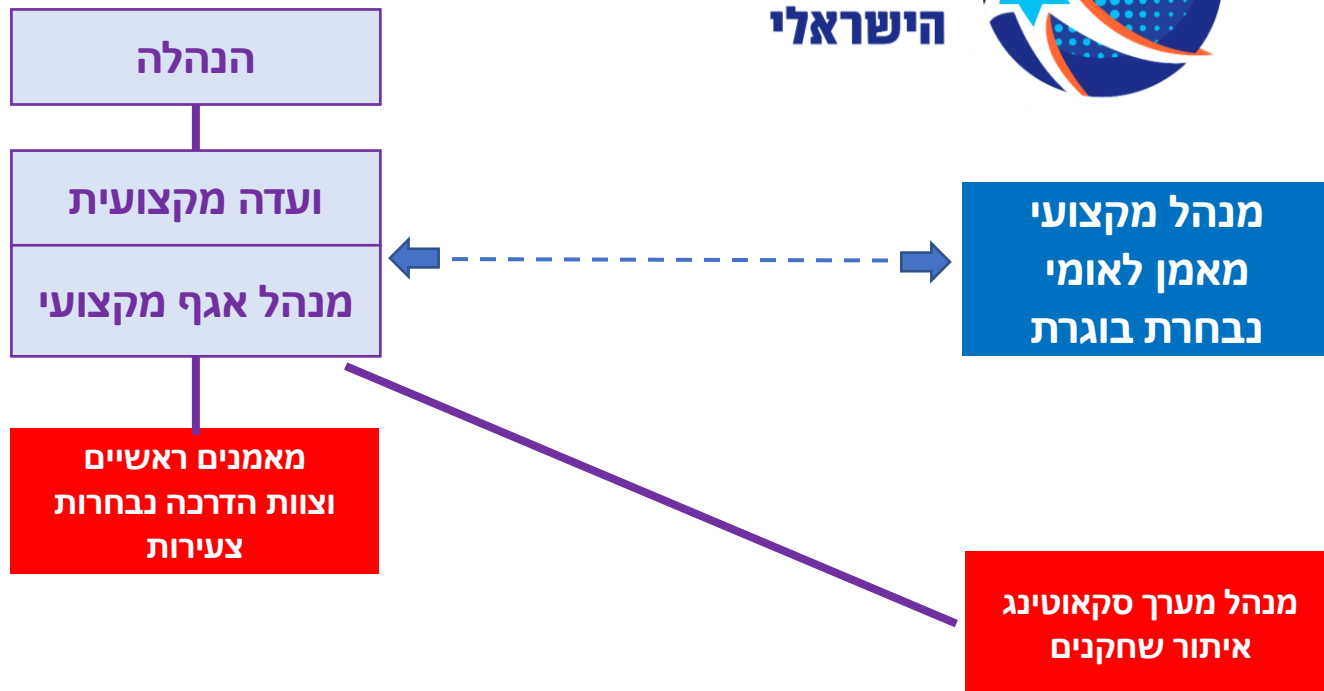 הישראלי
הנהלה
ועדה מקצועית
מנהל אגף מקצועי
מנהל מקצועי
מאמן לאומי
נבחרת בוגרת
מאמנים ראשיים
וצוות הדרכה נבחרות
צעירות
מנהל מערך סקאוטינג
איתור שחקנים